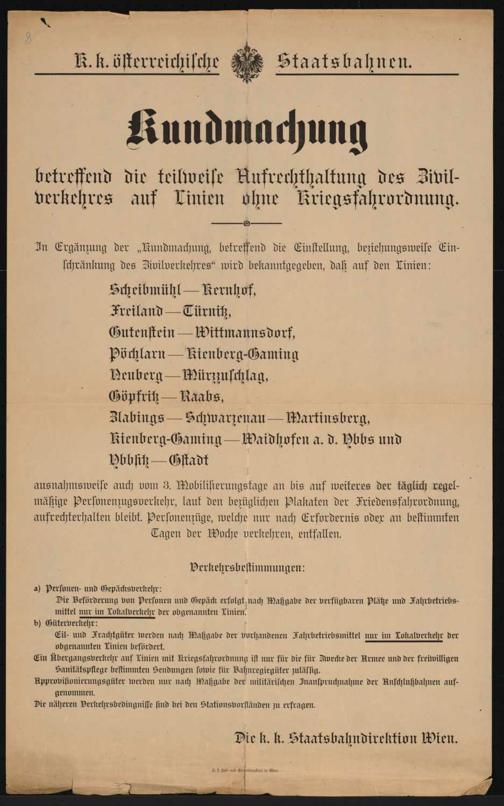 8
K. k. österreichische Staatsbahnen.
Kundmachung
betreffend die teilweise Aufrechthaltung des Zivil-
verkehres auf Linien ohne Kriegsfahrordnung.
In Ergänzung der „Kundmachung, betreffend die Einstellung, beziehungsweise Ein-
schränkung des Zivilverkehres“ wird bekanntgegeben, daß auf den Linien:
Scheibmühl — Kernhof,
Freiland — Türnitz,
Gutenstein — Wittmannsdorf,
Pöchlarn — Kienberg-Gaming
Neuberg — Mürzzuschlag,
Göpfritz — Raabs,
Zlabings — Schwarzenau — Martinsberg,
Kienberg-Gaming — Waidhofen a. d. Ybbs und
Ybbsitz — Gstadt
ausnahmsweise auch vom 3. Mobilisierungstage an bis auf weiteres der täglich regel-
mäßige Personenzugsverkehr, laut den bezüglichen Plakaten der Friedensfahrordnung,
aufrechterhalten bleibt. Personenzüge, welche nur nach Erfordernis oder an bestimmten
Tagen der Woche verkehren, entfallen.
Verkehrsbestimmungen:
a) Personen- und Gepäcksverkehr:
Die Beförderung von Personen und Gepäck erfolgt nach Maßgabe der verfügbaren Plätze und Fahrbetriebs-
mittel nur im Lokalverkehr der obgenannten Linien.
b) Güterverkehr:
Eil- und Frachtgüter werden nach Maßgabe der vorhandenen Fahrbetriebsmittel nur im Lokalverkehr der
obgenannten Linien befördert.
Ein Übergangsverkehr auf Linien mit Kriegsfahrordnung ist nur für die für Zwecke der Armee und der freiwilligen
Sanitätspflege bestimmten Sendungen sowie für Bahnregiegüter zulässig.
Approvisionierungsgüter werden nur nach Maßgabe der militärischen Inanspruchnahme der Anschlußbahnen auf-
genommen.
Die näheren Verkehrsbedingnisse sind bei den Stationsvorständen zu erfragen.
Die k. k. Staatsbahndirektion Wien.
K. k. Hof- und Staatsdruckerei in Wien.